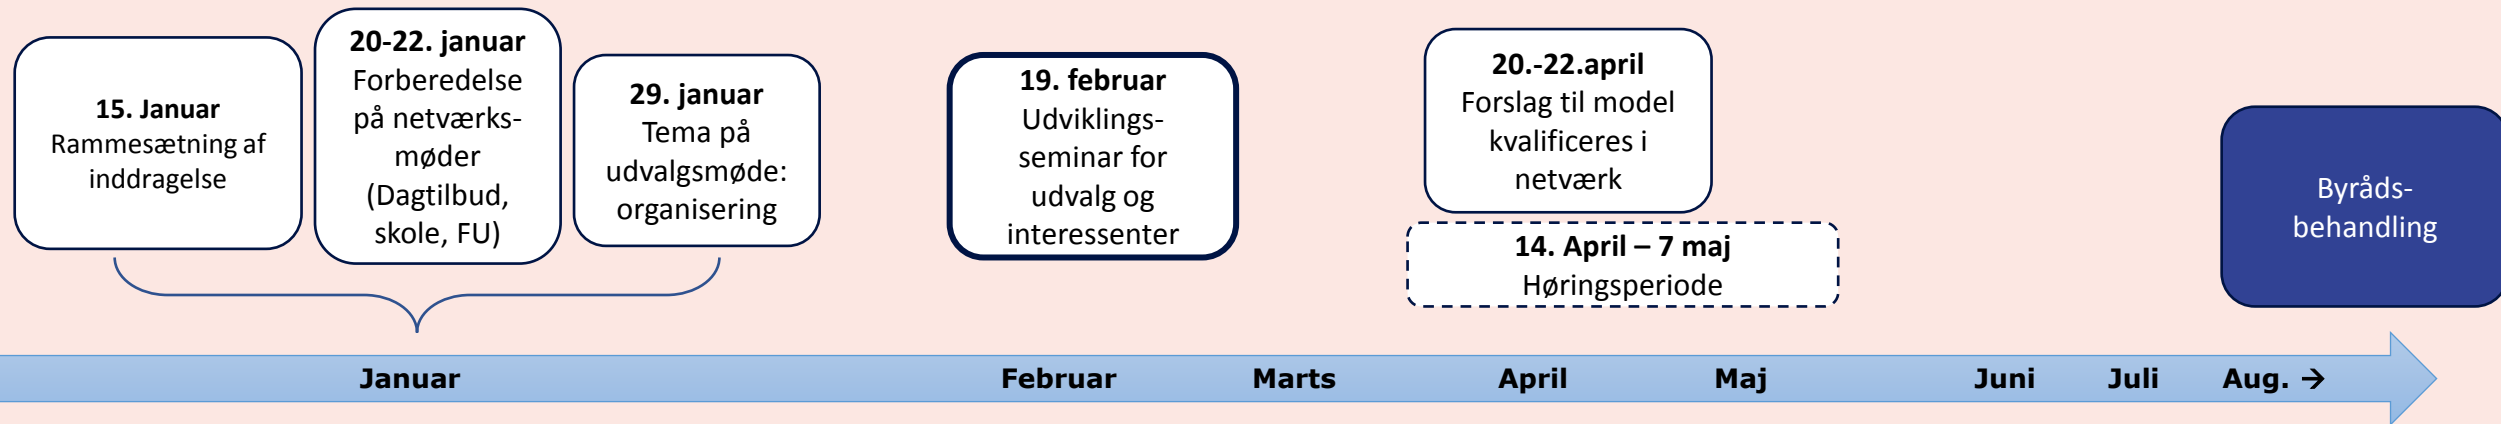 15. Januar
Rammesætning af
inddragelse
20-22. januar
Forberedelse
på netværks-
møder
(Dagtilbud,
skole, FU)
29. januar
Tema på
udvalgsmøde:
organisering
19. februar
Udviklings-
seminar for
udvalg og
interessenter
20.-22.april
Forslag til model
kvalificeres i
netværk
14. April – 7 maj
Høringsperiode
Byråds-
behandling
Januar Februar Marts April Maj Juni Juli Aug. →